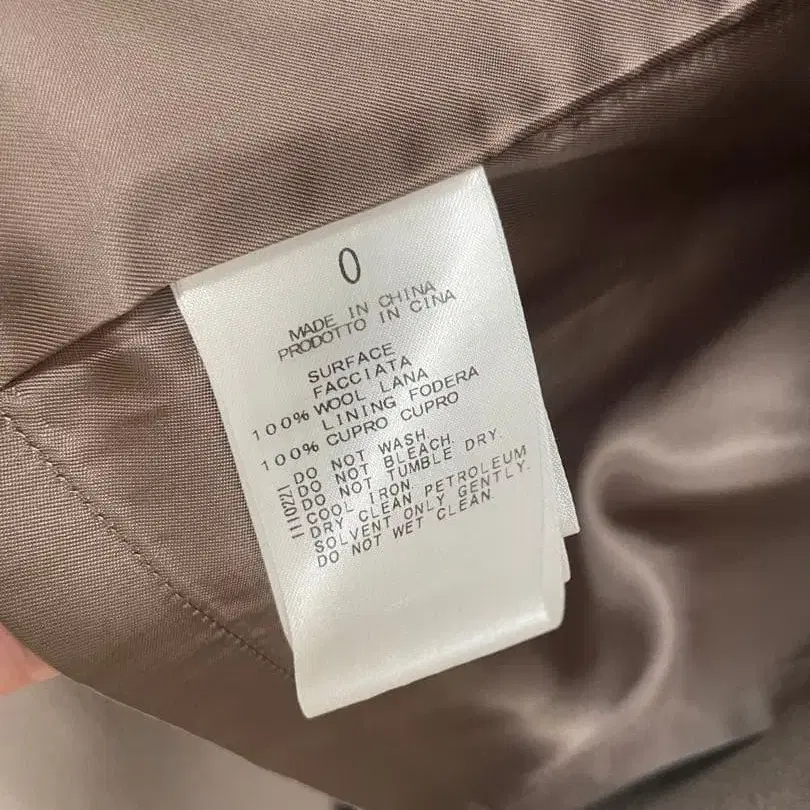 0
MADE IN CHINA
PRODOTTO IN CINA
SURFACE
FACCIATA
100% WOOL LANA
LINING FODERA
100% CUPRO CUPRO
DO NOT WASH.
DO NOT BLEACH.
DO NOT TUMBLE DRY.
COOL IRON.
DRY CLEAN PETROLEUM
SOLVENT ONLY GENTLY.
DO NOT WET CLEAN.